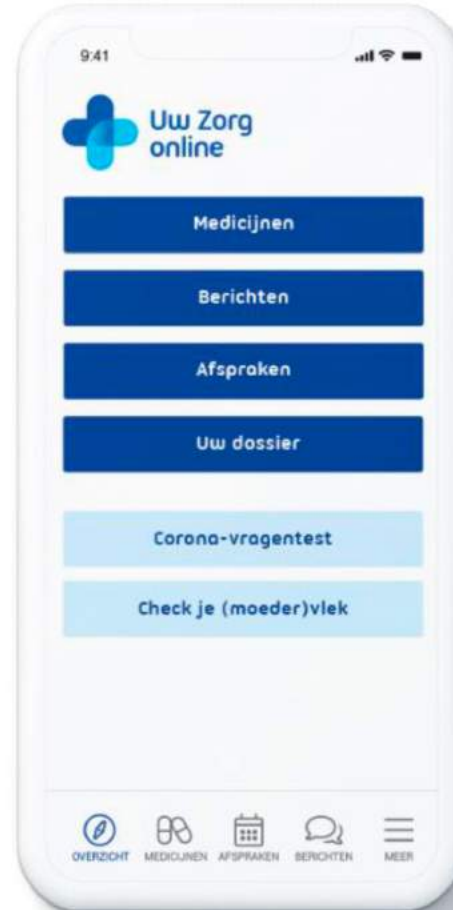 9:41
Uw Zorg
online
Medicijnen
Berichten
Afspraken
Uw dossier
Corona-vragentest
Check je (moeder)vlek
OVERZICHT MEDICIJNEN AFSPRAKEN BERICHTEN MEER